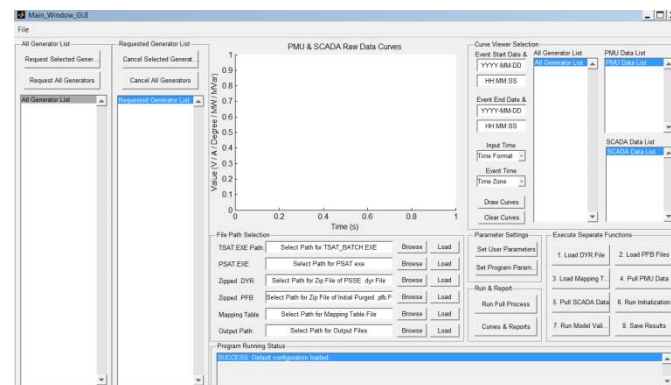 Main_Window_GUI
File
All Generator List
Request Selected Gener...
Request All Generators
All Generator List
Requested Generator List
Cancel Selected Generat...
Cancel All Generators
Requested Generator List
PMU & SCADA Raw Data Curves
Value (V / A / Degree / MW / MVar)
1
0.9
0.8
0.7
0.6
0.5
0.4
0.3
0.2
0.1
0
0 0.2 0.4 0.6 0.8 1
Time (s)
Curve Viewer Selection
Event Start Date &
YYYY-MM-DD
HH:MM:SS
Event End Date &
YYYY-MM-DD
HH:MM:SS
Input Time
Time Format
Event Time
Time Zone
Draw Curves
Clear Curves
All Generator List
All Generator List
PMU Data List
PMU Data List
SCADA Data List
SCADA Data List
File Path Selection
TSAT.EXE Path: Select Path for TSAT_BATCH.EXE Browse Load
PSAT.EXE Select Path for PSAT.exe Browse Load
Zipped .DYR Select Path for Zip File of PSSE .dyr File Browse Load
Zipped .PFB Select Path for Zip File of Initial Purged .pfb F Browse Load
Mapping Table Select Path for Mapping Table File Browse Load
Output Path: Select Path for Output Files Browse Load
Parameter Settings
Set User Parameters
Set Program Param...
Run & Report
Run Full Process
Curves & Reports
Execute Separate Functions
1. Load DYR File 2. Load PFB Files
3. Load Mapping T... 4. Pull PMU Data
5. Pull SCADA Data 6. Run Initialization
7. Run Model Vali... 8. Save Results
Program Running Status
SUCCESS: Default configuration loaded.